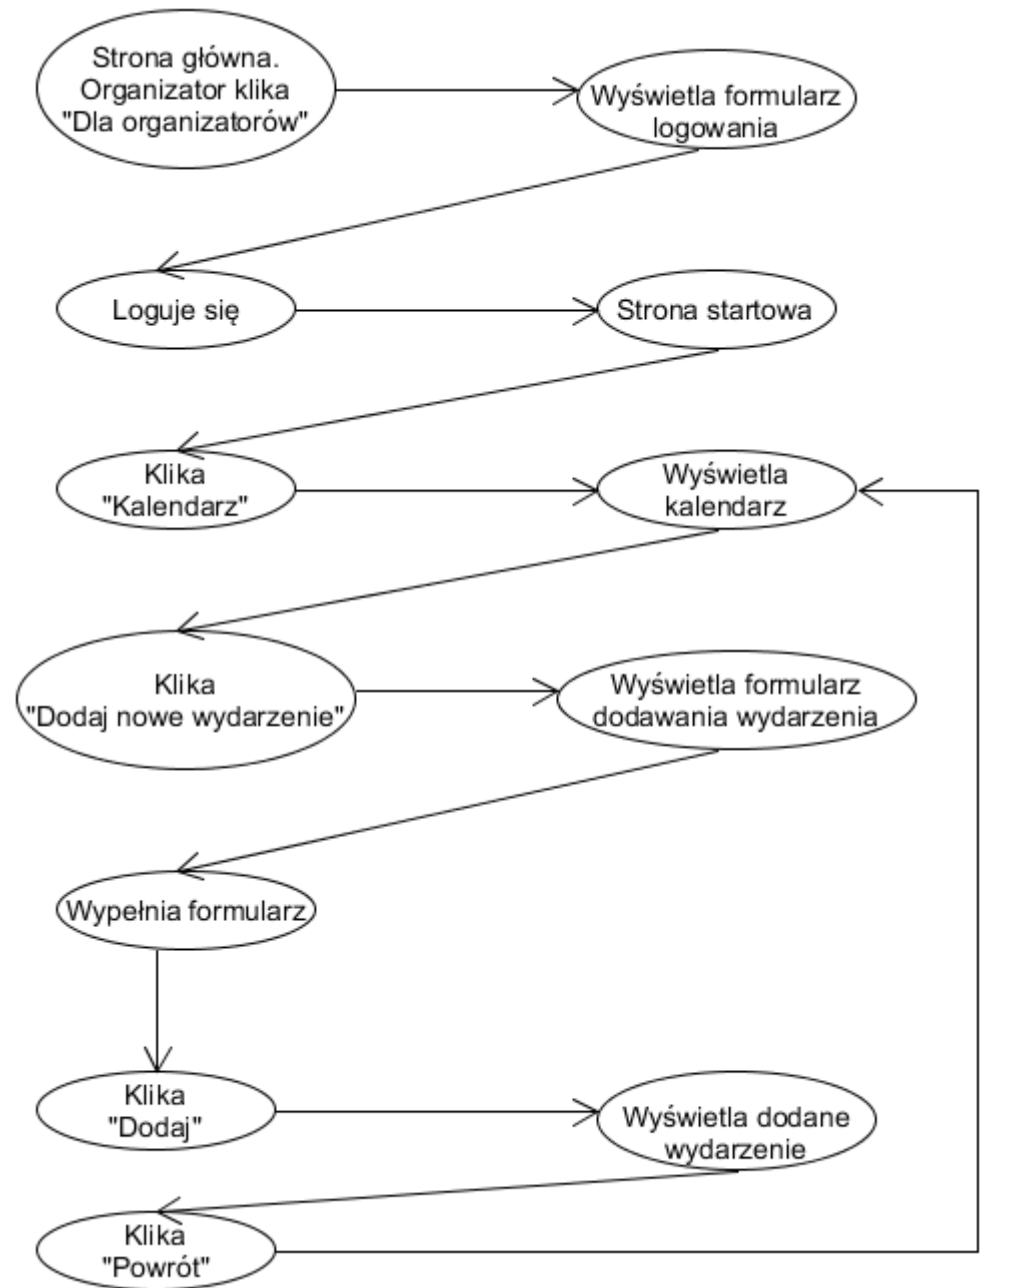 Strona główna.
Organizator klika
"Dla organizatorów"
Wyświetla formularz
logowania
Loguje się
Strona startowa
Klika
"Kalendarz"
Wyświetla
kalendarz
Klika
"Dodaj nowe wydarzenie"
Wyświetla formularz
dodawania wydarzenia
Wypełnia formularz
Klika
"Dodaj"
Wyświetla dodane
wydarzenie
Klika
"Powrót"